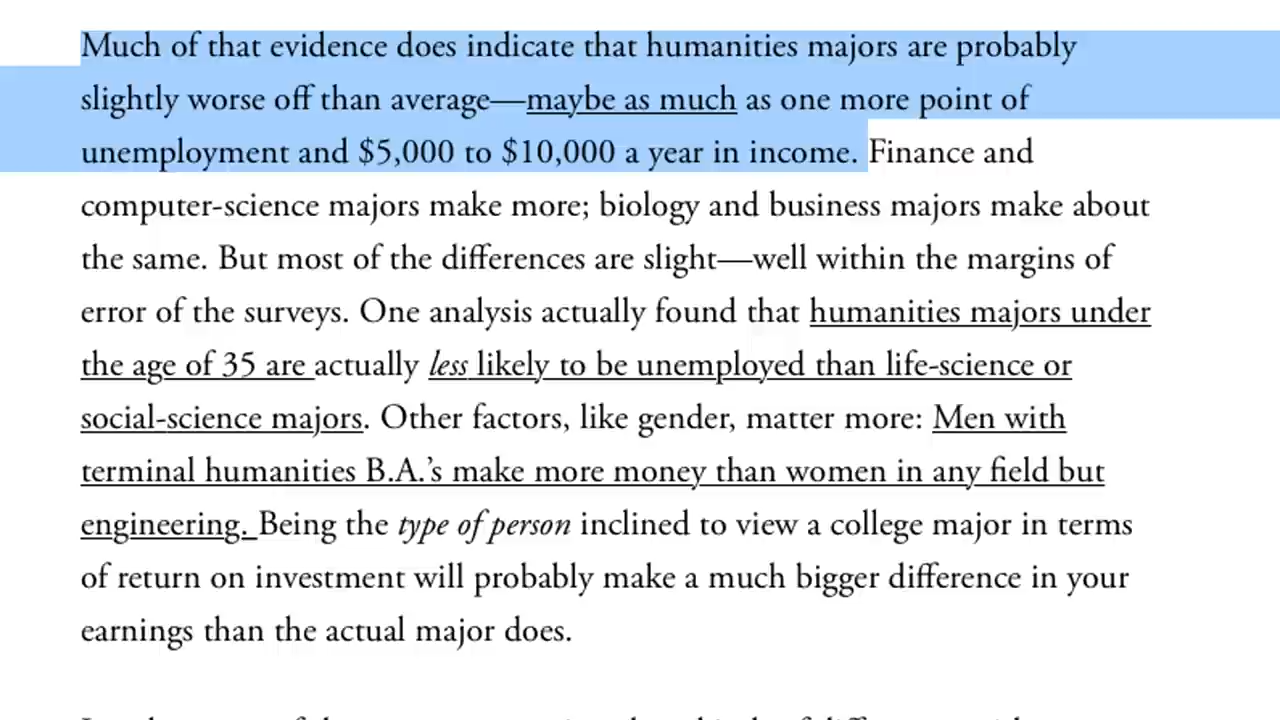 Much of that evidence does indicate that humanities majors are probably
slightly worse off than average—maybe as much as one more point of
unemployment and $5,000 to $10,000 a year in income. Finance and
computer-science majors make more; biology and business majors make about
the same. But most of the differences are slight—well within the margins of
error of the surveys. One analysis actually found that humanities majors under
the age of 35 are actually less likely to be unemployed than life-science or
social-science majors. Other factors, like gender, matter more: Men with
terminal humanities B.A.’s make more money than women in any field but
engineering. Being the type of person inclined to view a college major in terms
of return on investment will probably make a much bigger difference in your
earnings than the actual major does.